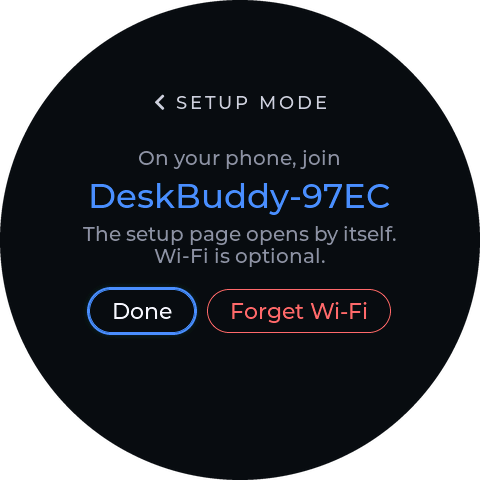 SETUP MODE
On your phone, join
DeskBuddy-97EC
The setup page opens by itself.
Wi-Fi is optional.
Done Forget Wi-Fi